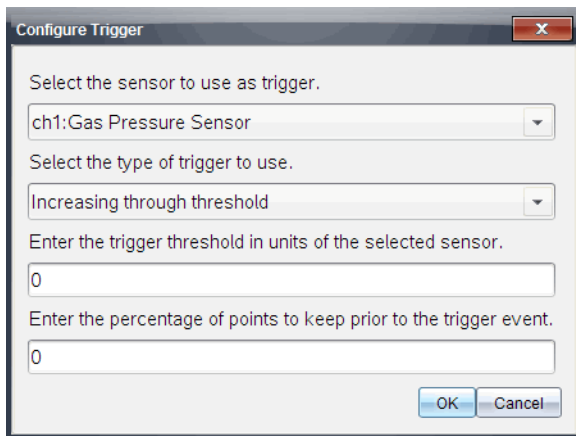 Configure Trigger
Select the sensor to use as trigger.
ch1:Gas Pressure Sensor
Select the type of trigger to use.
Increasing through threshold
Enter the trigger threshold in units of the selected sensor.
0
Enter the percentage of points to keep prior to the trigger event.
0
OK Cancel